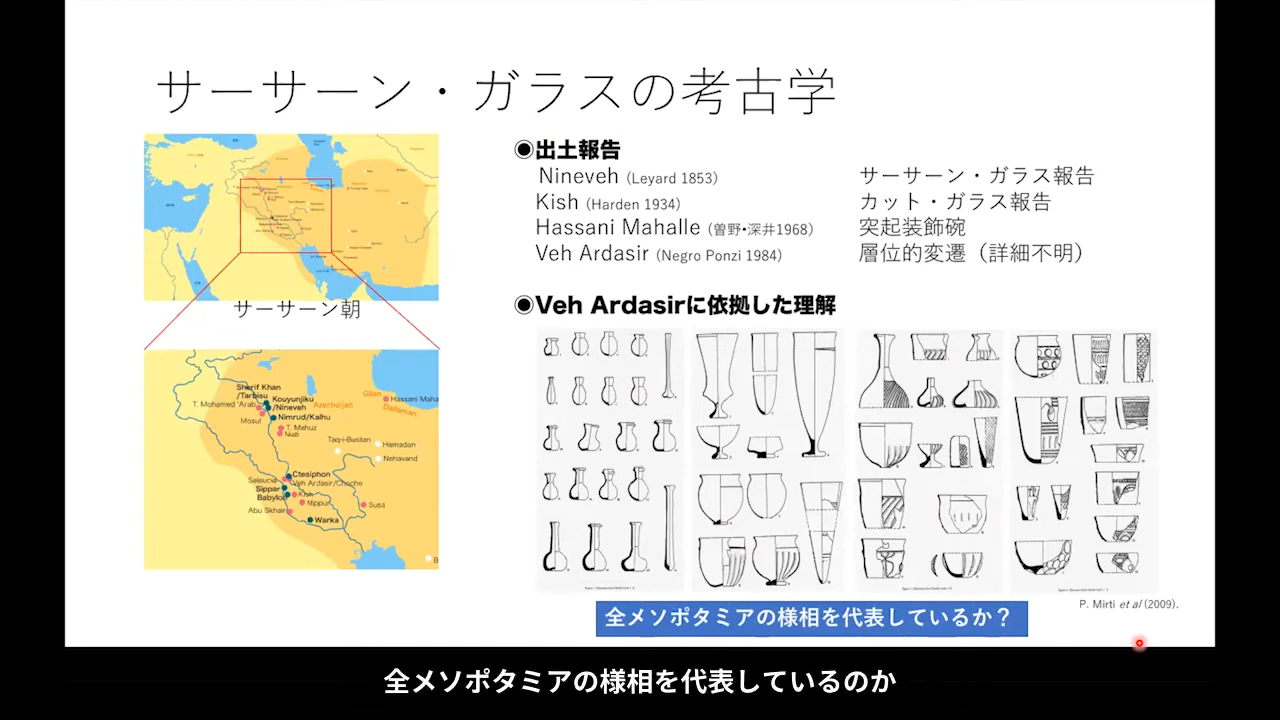 サーサーン・ガラスの考古学
◉出土報告
Nineveh (Leyard 1853) サーサーン・ガラス報告
Kish (Harden 1934) カット・ガラス報告
Hassani Mahalle (曽野・深井1968) 突起装飾碗
Veh Ardasir (Negro Ponzi 1984) 層位的変遷（詳細不明）
サーサーン朝
◉Veh Ardasirに依拠した理解
Sherif Khan
/Tarbisu
T. Mohamed 'Arab
Kouyunjiku
/Nineveh
Mosul
Nimrud/Kalhu
T. Mahuz
Nuzi
Azerbaijan
Gilan
Hassani Maha
Dailaman
Taq-i-Bustan
Hamadan
Nehavand
Ctesiphon
Saleucia
Veh Ardasir/Choche
Sippar
Babylon
Kish
Nippur
Abu Skhair
Susa
Warka
B
P. Mirti et al (2009).
全メソポタミアの様相を代表しているか？
全メソポタミアの様相を代表しているのか